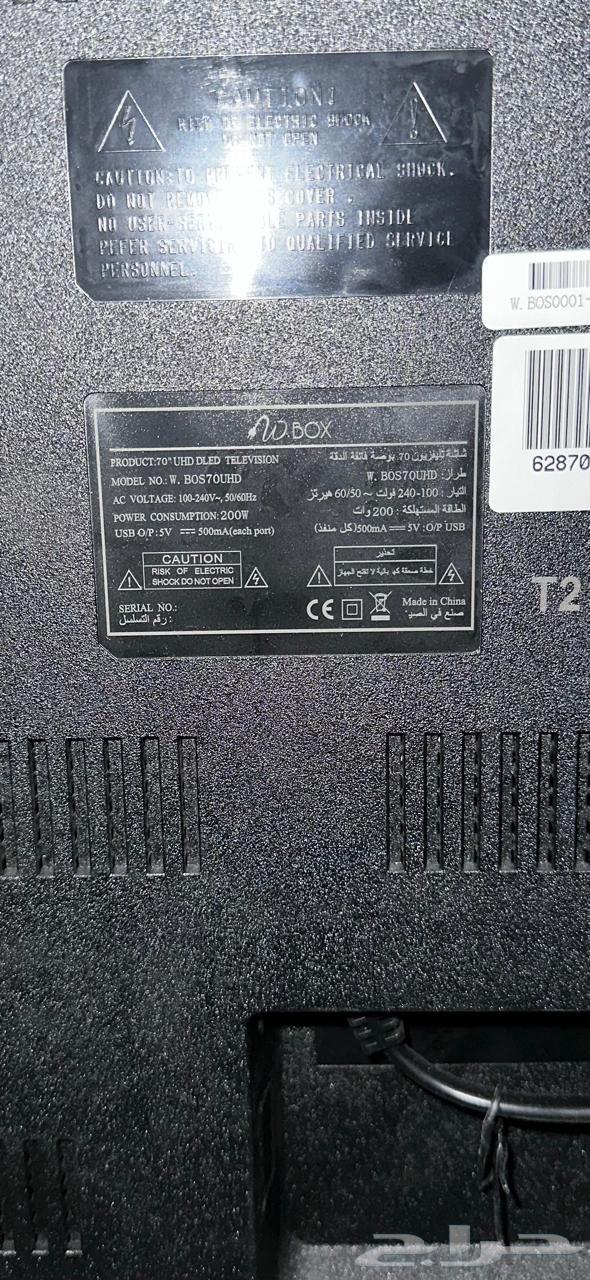 CAUTION!
RISK OF ELECTRIC SHOCK
DO NOT OPEN
CAUTION:TO PREVENT ELECTRICAL SHOCK.
DO NOT REMOVE COVER.
NO USER-SERVICEABLE PARTS INSIDE
REFER SERVICING TO QUALIFIED SERVICE
PERSONNEL.
W.BOS0001-
62870
W.BOX
PRODUCT:70" UHD DLED TELEVISION
MODEL NO.: W. BOS70UHD
AC VOLTAGE: 100-240V~, 50/60Hz
POWER CONSUMPTION: 200W
USB O/P: 5V 500mA(each port)
شاشة تليفزيون 70 بوصة فائقة الدقة
طراز: W. BOS70UHD
التيار : 100-240 فولت ~ 60/50 هيرتز
الطاقة المستهلكة : 200 وات
5V: O/P USB 500mA(كل منفذ)
CAUTION
RISK OF ELECTRIC
SHOCK DO NOT OPEN
التحذير
لا تفتح الجهاز
SERIAL NO.:
رقم التسلسل :
CE
Made in China
صنع في الصي
T2
حراج